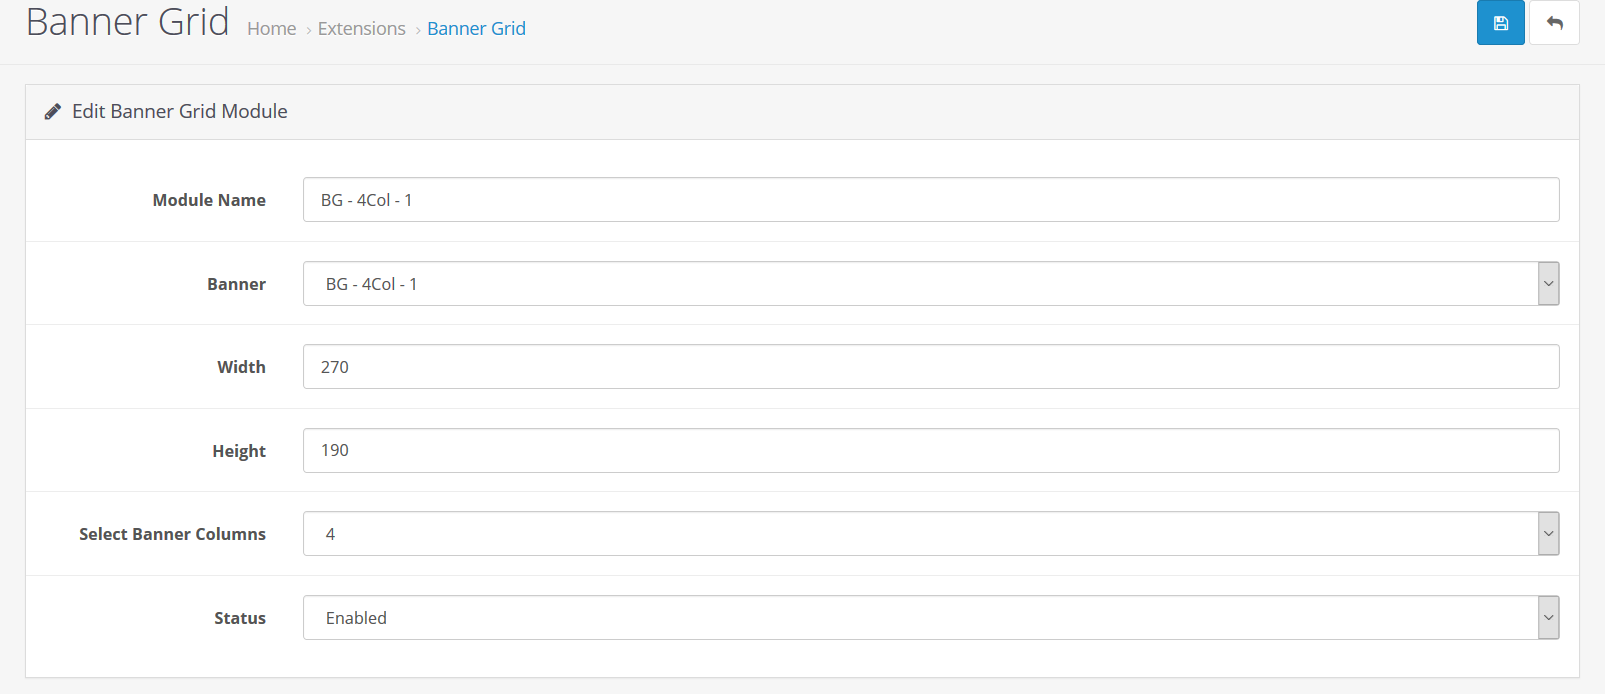 Banner Grid Home › Extensions › Banner Grid
Edit Banner Grid Module
Module Name BG - 4Col - 1
Banner BG - 4Col - 1
Width 270
Height 190
Select Banner Columns 4
Status Enabled